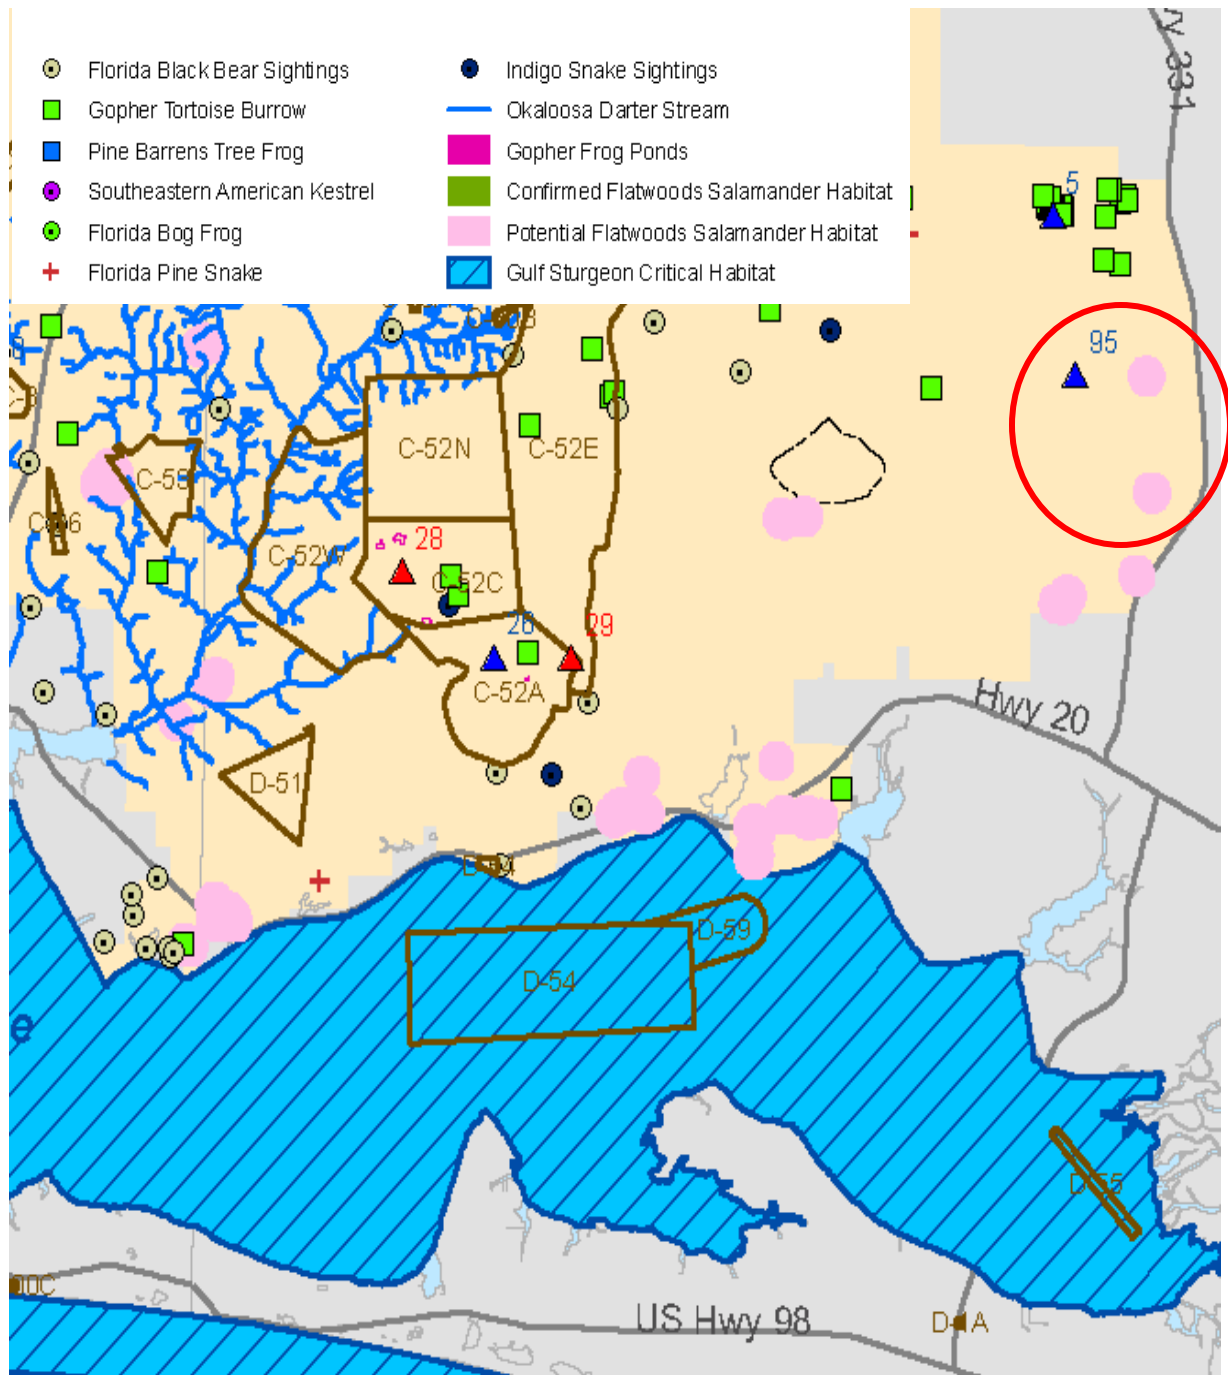 Florida Black Bear Sightings
Gopher Tortoise Burrow
Pine Barrens Tree Frog
Southeastern American Kestrel
Florida Bog Frog
Florida Pine Snake
Indigo Snake Sightings
Okaloosa Darter Stream
Gopher Frog Ponds
Confirmed Flatwoods Salamander Habitat
Potential Flatwoods Salamander Habitat
Gulf Sturgeon Critical Habitat
331
5
95
C-52N
C-52E
28
C-52W
C-52C
26
29
C-52A
Hwy 20
D-51
D-59
D-54
e
D-55
US Hwy 98